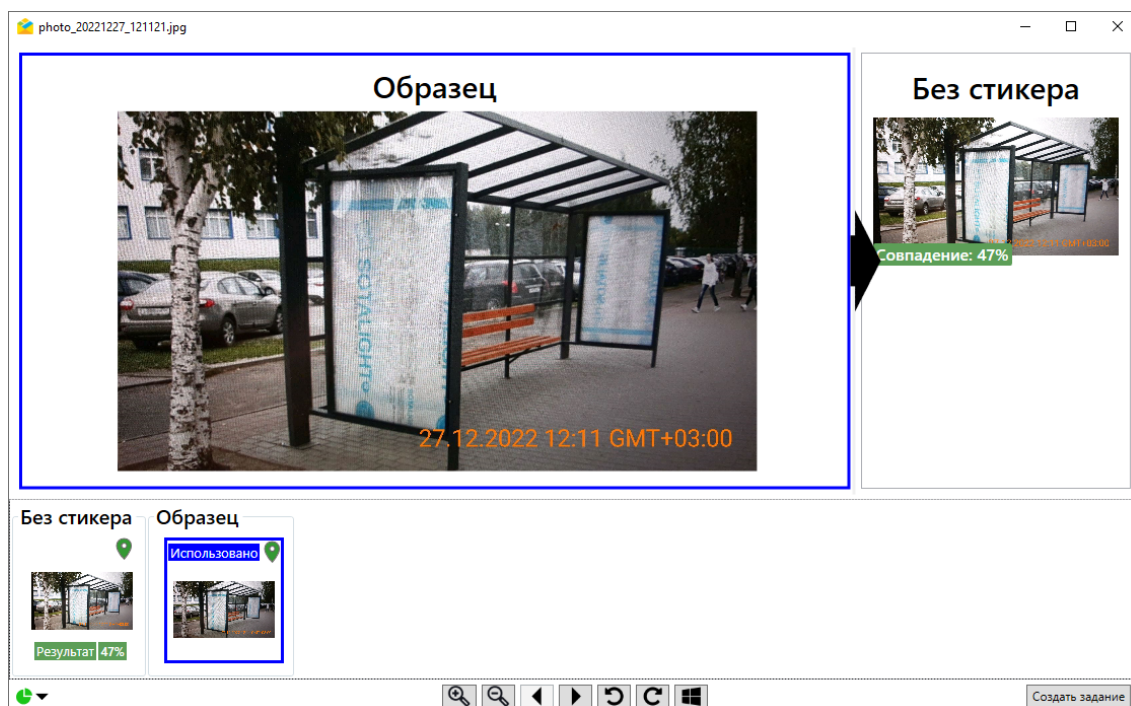 photo_20221227_121121.jpg
Образец
SOTALIGHT
27.12.2022 12:11 GMT+03:00
Без стикера
Совпадение: 47%
Без стикера
Результат 47%
Образец
Использовано
Создать задание